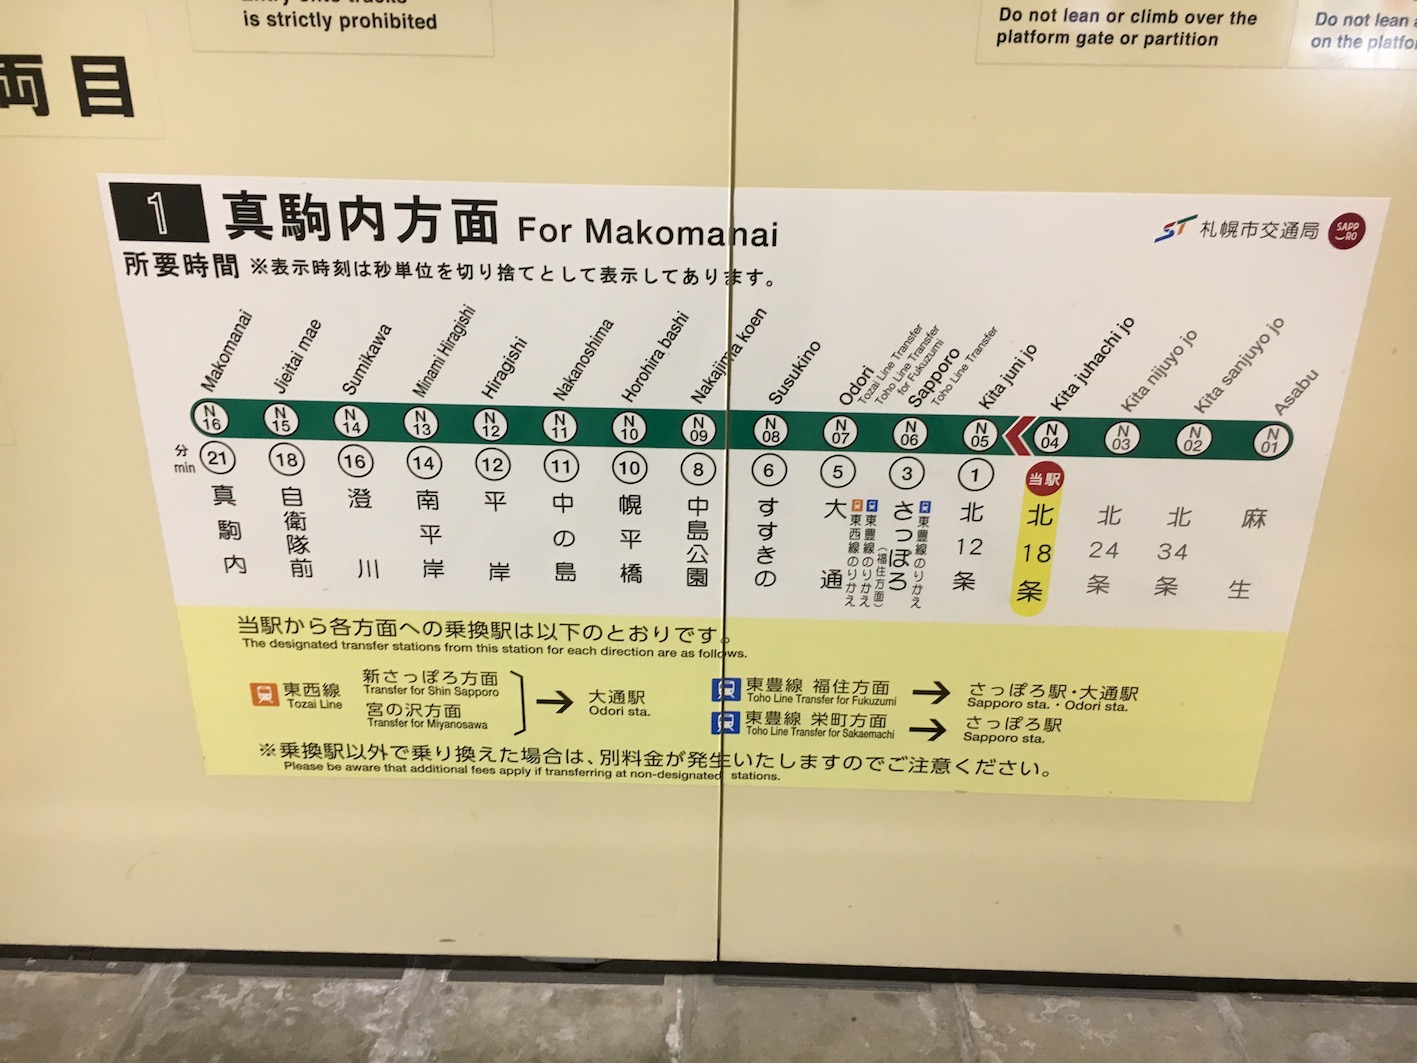 Entry onto tracks
is strictly prohibited
Do not lean or climb over the
platform gate or partition
Do not lean
on the
両目
1 真駒内方面 For Makomanai
札幌市交通局
SAPP
RO
所要時間 ※表示時刻は秒単位を切り捨てとして表示してあります。
Makomanai
Jieitai mae
Sumikawa
Minami Hiragishi
Hiragishi
Nakanoshima
Horohira bashi
Nakajima koen
Susukino
Odori
Tozai Line Transfer
Toho Line Transfer
for Fukuzumi
Sapporo
Toho Line Transfer
Kita juni jo
Kita juhachi jo
Kita nijuyo jo
Kita sanjuyo jo
Asabu
N16 N15 N14 N13 N12 N11 N10 N09 N08 N07 N06 N05 N04 N03 N02 N01
分
min
21 18 16 14 12 11 10 8 6 5 3 1 当駅
真駒内
自衛隊前
澄川
南平岸
平岸
中の島
幌平橋
中島公園
すすきの
大通
東西線のりかえ
東豊線のりかえ
(福住方面)
さっぽろ
東豊線のりかえ
北12条
北18条
北24条
北34条
麻生
当駅から各方面への乗換駅は以下のとおりです。
The designated transfer stations from this station for each direction are as follows.
東西線
Tozai Line
新さっぽろ方面
Transfer for Shin Sapporo
宮の沢方面
Transfer for Miyanosawa
→ 大通駅
Odori sta.
東豊線 福住方面 → さっぽろ駅・大通駅
Toho Line Transfer for Fukuzumi Sapporo sta.・Odori sta.
東豊線 栄町方面 → さっぽろ駅
Toho Line Transfer for Sakaemachi Sapporo sta.
※乗換駅以外で乗り換えた場合は、別料金が発生いたしますのでご注意ください。
Please be aware that additional fees apply if transferring at non-designated stations.